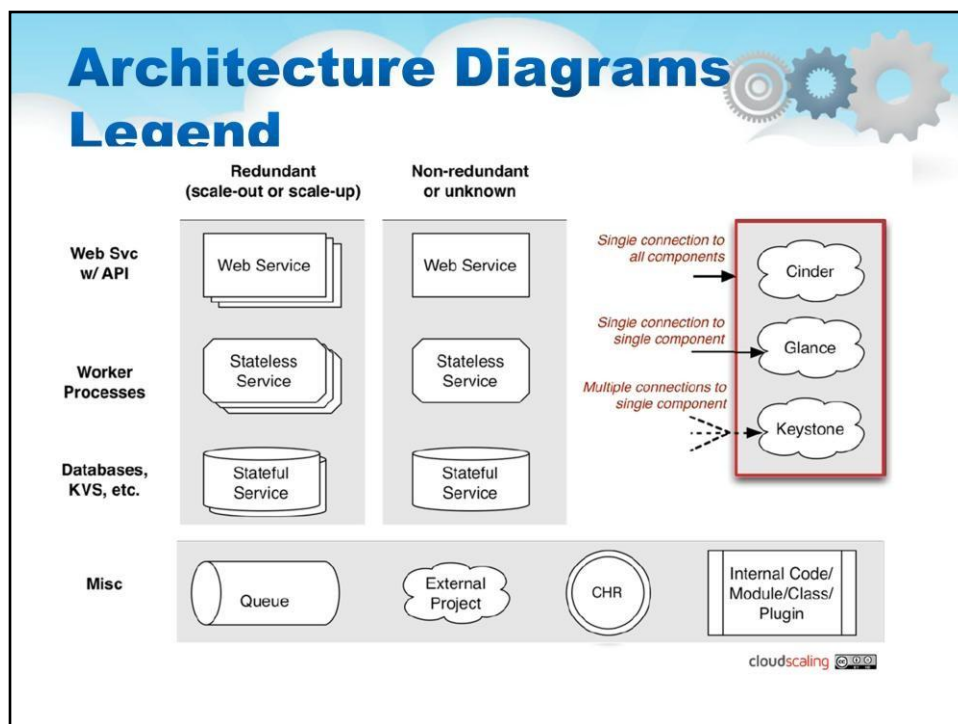 Architecture Diagrams
Legend
Redundant
(scale-out or scale-up)
Non-redundant
or unknown
Web Svc
w/ API
Web Service
Web Service
Single connection to
all components
Cinder
Worker
Processes
Stateless
Service
Stateless
Service
Single connection to
single component
Glance
Multiple connections to
single component
Keystone
Databases,
KVS, etc.
Stateful
Service
Stateful
Service
Misc
Queue
External
Project
CHR
Internal Code/
Module/Class/
Plugin
cloudscaling